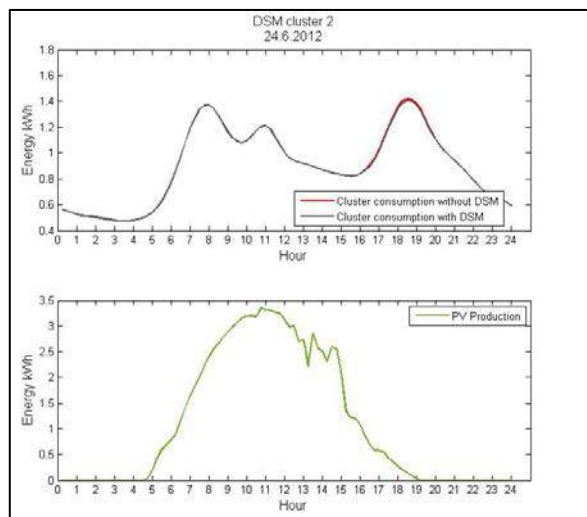 DSM cluster 2
24.6.2012
1.8
1.6
1.4
1.2
1
0.8
0.6
0.4
Energy kWh
Cluster consumption without DSM
Cluster consumption with DSM
0 1 2 3 4 5 6 7 8 9 10 11 12 13 14 15 16 17 18 19 20 21 22 23 24
Hour
3.5
3
2.5
2
1.5
1
0.5
0
Energy kWh
PV Production
0 1 2 3 4 5 6 7 8 9 10 11 12 13 14 15 16 17 18 19 20 21 22 23 24
Hour